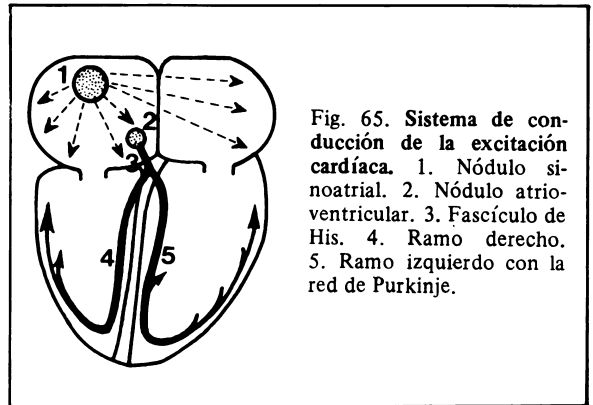 1
2
3
4
5
Fig. 65. Sistema de con-
ducción de la excitación
cardíaca. 1. Nódulo si-
noatrial. 2. Nódulo atrio-
ventricular. 3. Fascículo de
His. 4. Ramo derecho.
5. Ramo izquierdo con la
red de Purkinje.